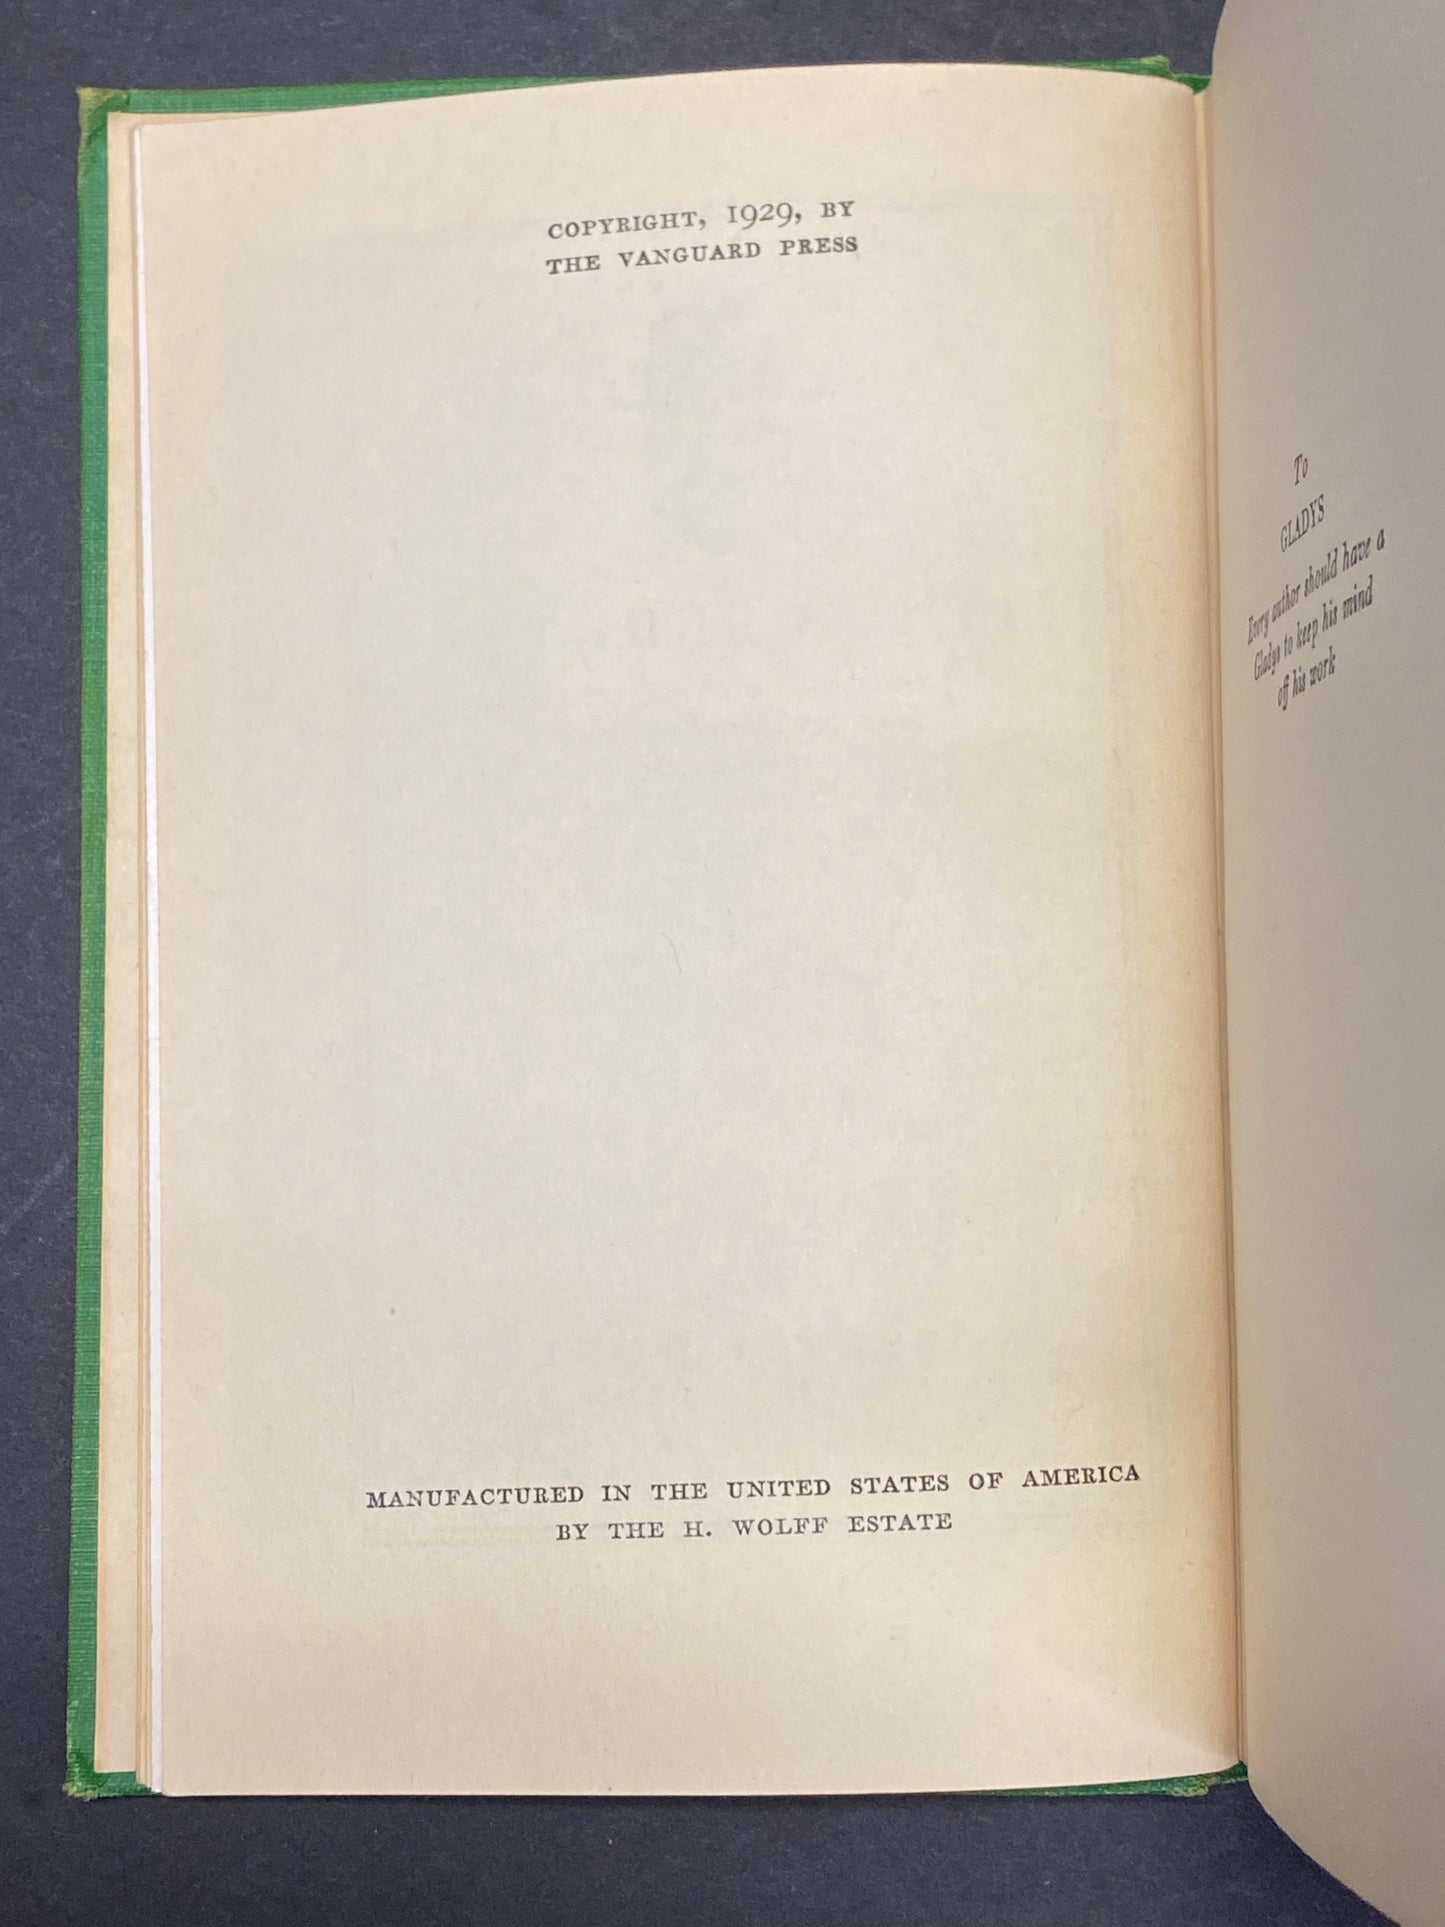 COPYRIGHT, 1929, BY
THE VANGUARD PRESS
MANUFACTURED IN THE UNITED STATES OF AMERICA
BY THE H. WOLFF ESTATE
To
GLADYS
Every author should have a
Gladys to keep his mind
off his work